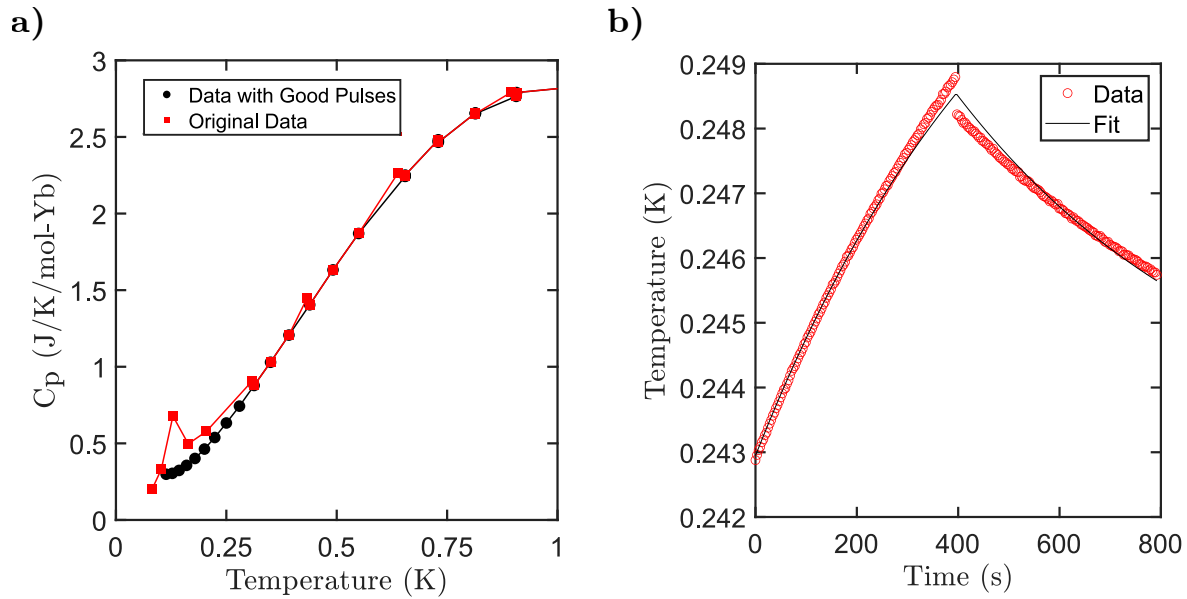 a)
3
2.5
2
1.5
1
0.5
0
0
0.25
0.5
0.75
1
Cp (J/K/mol-Yb)
Temperature (K)
Data with Good Pulses
Original Data
b)
0.249
0.248
0.247
0.246
0.245
0.244
0.243
0.242
0
200
400
600
800
Temperature (K)
Time (s)
Data
Fit